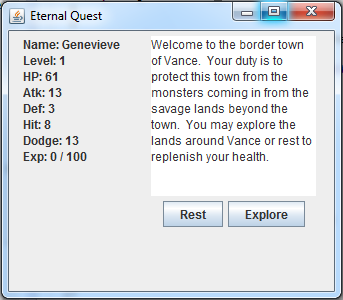 Eternal Quest
Name: Genevieve
Level: 1
HP: 61
Atk: 13
Def: 3
Hit: 8
Dodge: 13
Exp: 0 / 100
Welcome to the border town
of Vance.  Your duty is to
protect this town from the
monsters coming in from the
savage lands beyond the
town.  You may explore the
lands around Vance or rest to
replenish your health.
Rest
Explore